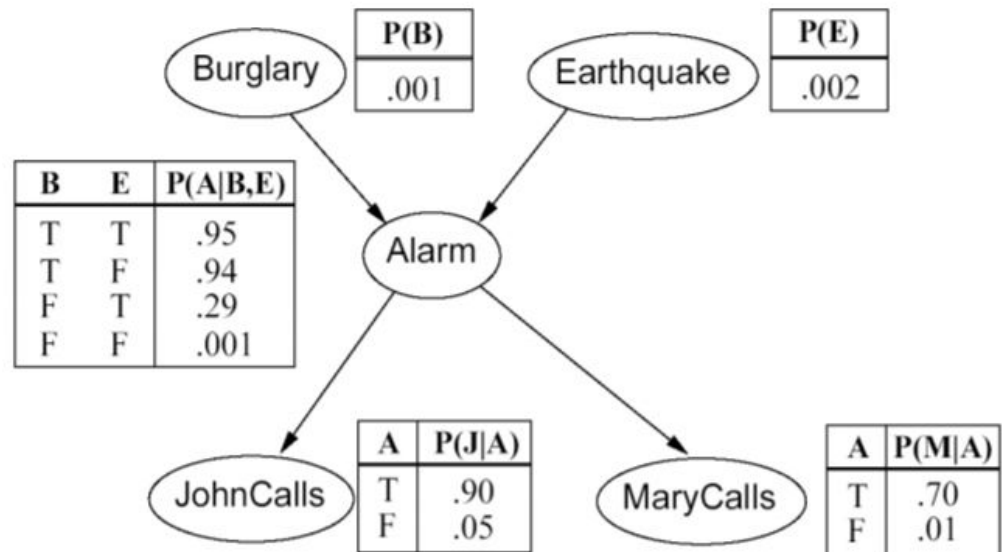 Burglary
P(B)
.001
Earthquake
P(E)
.002
B E P(A|B,E)
T T .95
T F .94
F T .29
F F .001
Alarm
JohnCalls
A P(J|A)
T .90
F .05
MaryCalls
A P(M|A)
T .70
F .01